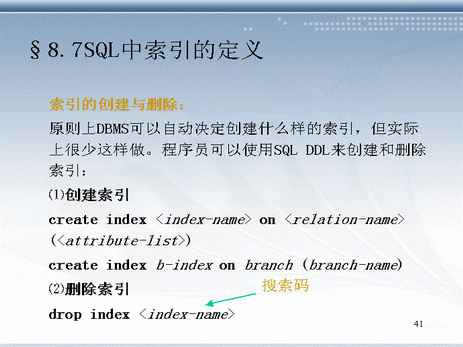 §8.7SQL中索引的定义
索引的创建与删除：
原则上DBMS可以自动决定创建什么样的索引，但实际
上很少这样做。程序员可以使用SQL DDL来创建和删除
索引：
⑴创建索引
create index <index-name> on <relation-name>
(<attribute-list>)
create index b-index on branch (branch-name)
⑵删除索引
搜索码
drop index <index-name>
41